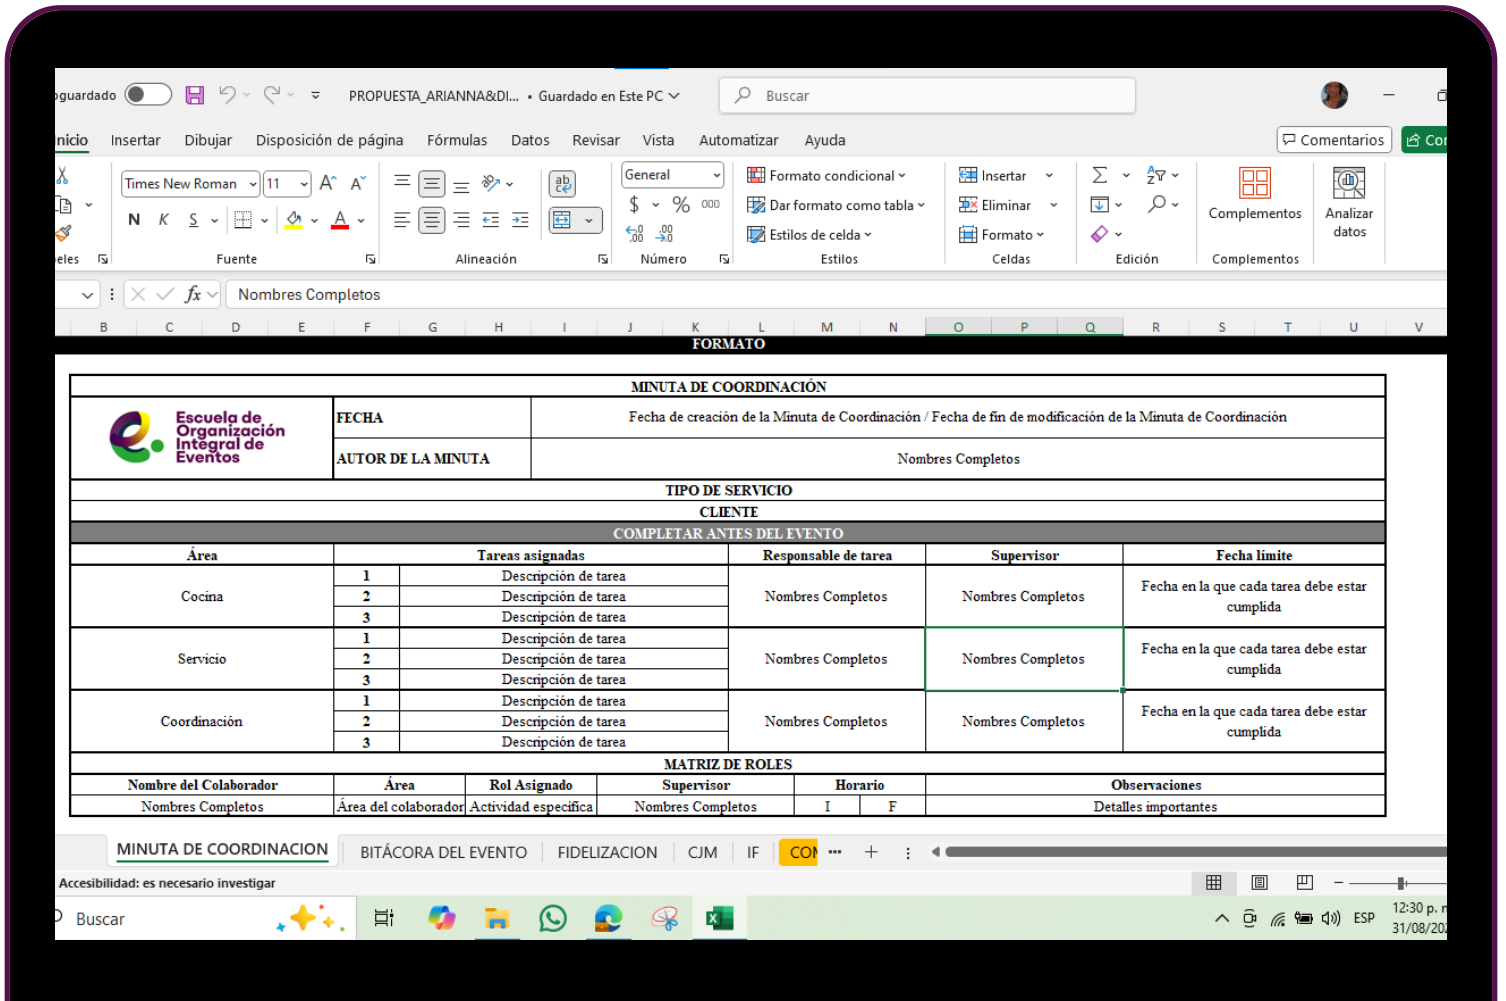 oguardado
PROPUESTA_ARIANNA&DI... • Guardado en Este PC
Buscar
nicio Insertar Dibujar Disposición de página Fórmulas Datos Revisar Vista Automatizar Ayuda
Comentarios
Cor
Times New Roman 11
General
Formato condicional
Dar formato como tabla
Estilos de celda
Insertar
Eliminar
Formato
Complementos
Analizar datos
N K S
$ % 000
eles Fuente Alineación Número Estilos Celdas Edición Complementos
fx Nombres Completos
B C D E F G H I J K L M N O P Q R S T U V
FORMATO
MINUTA DE COORDINACIÓN
Escuela de
Organización
Integral de
Eventos
FECHA Fecha de creación de la Minuta de Coordinación / Fecha de fin de modificación de la Minuta de Coordinación
AUTOR DE LA MINUTA Nombres Completos
TIPO DE SERVICIO
CLIENTE
COMPLETAR ANTES DEL EVENTO
Área Tareas asignadas Responsable de tarea Supervisor Fecha límite
Cocina
1 Descripción de tarea
2 Descripción de tarea
3 Descripción de tarea
Nombres Completos Nombres Completos
Fecha en la que cada tarea debe estar
cumplida
Servicio
1 Descripción de tarea
2 Descripción de tarea
3 Descripción de tarea
Nombres Completos Nombres Completos
Fecha en la que cada tarea debe estar
cumplida
Coordinación
1 Descripción de tarea
2 Descripción de tarea
3 Descripción de tarea
Nombres Completos Nombres Completos
Fecha en la que cada tarea debe estar
cumplida
MATRIZ DE ROLES
Nombre del Colaborador Área Rol Asignado Supervisor Horario Observaciones
Nombres Completos Área del colaborador Actividad específica Nombres Completos I F Detalles importantes
MINUTA DE COORDINACION BITÁCORA DEL EVENTO FIDELIZACION CJM IF CON ...
Accesibilidad: es necesario investigar
Buscar
ESP
12:30 p. n
31/08/20